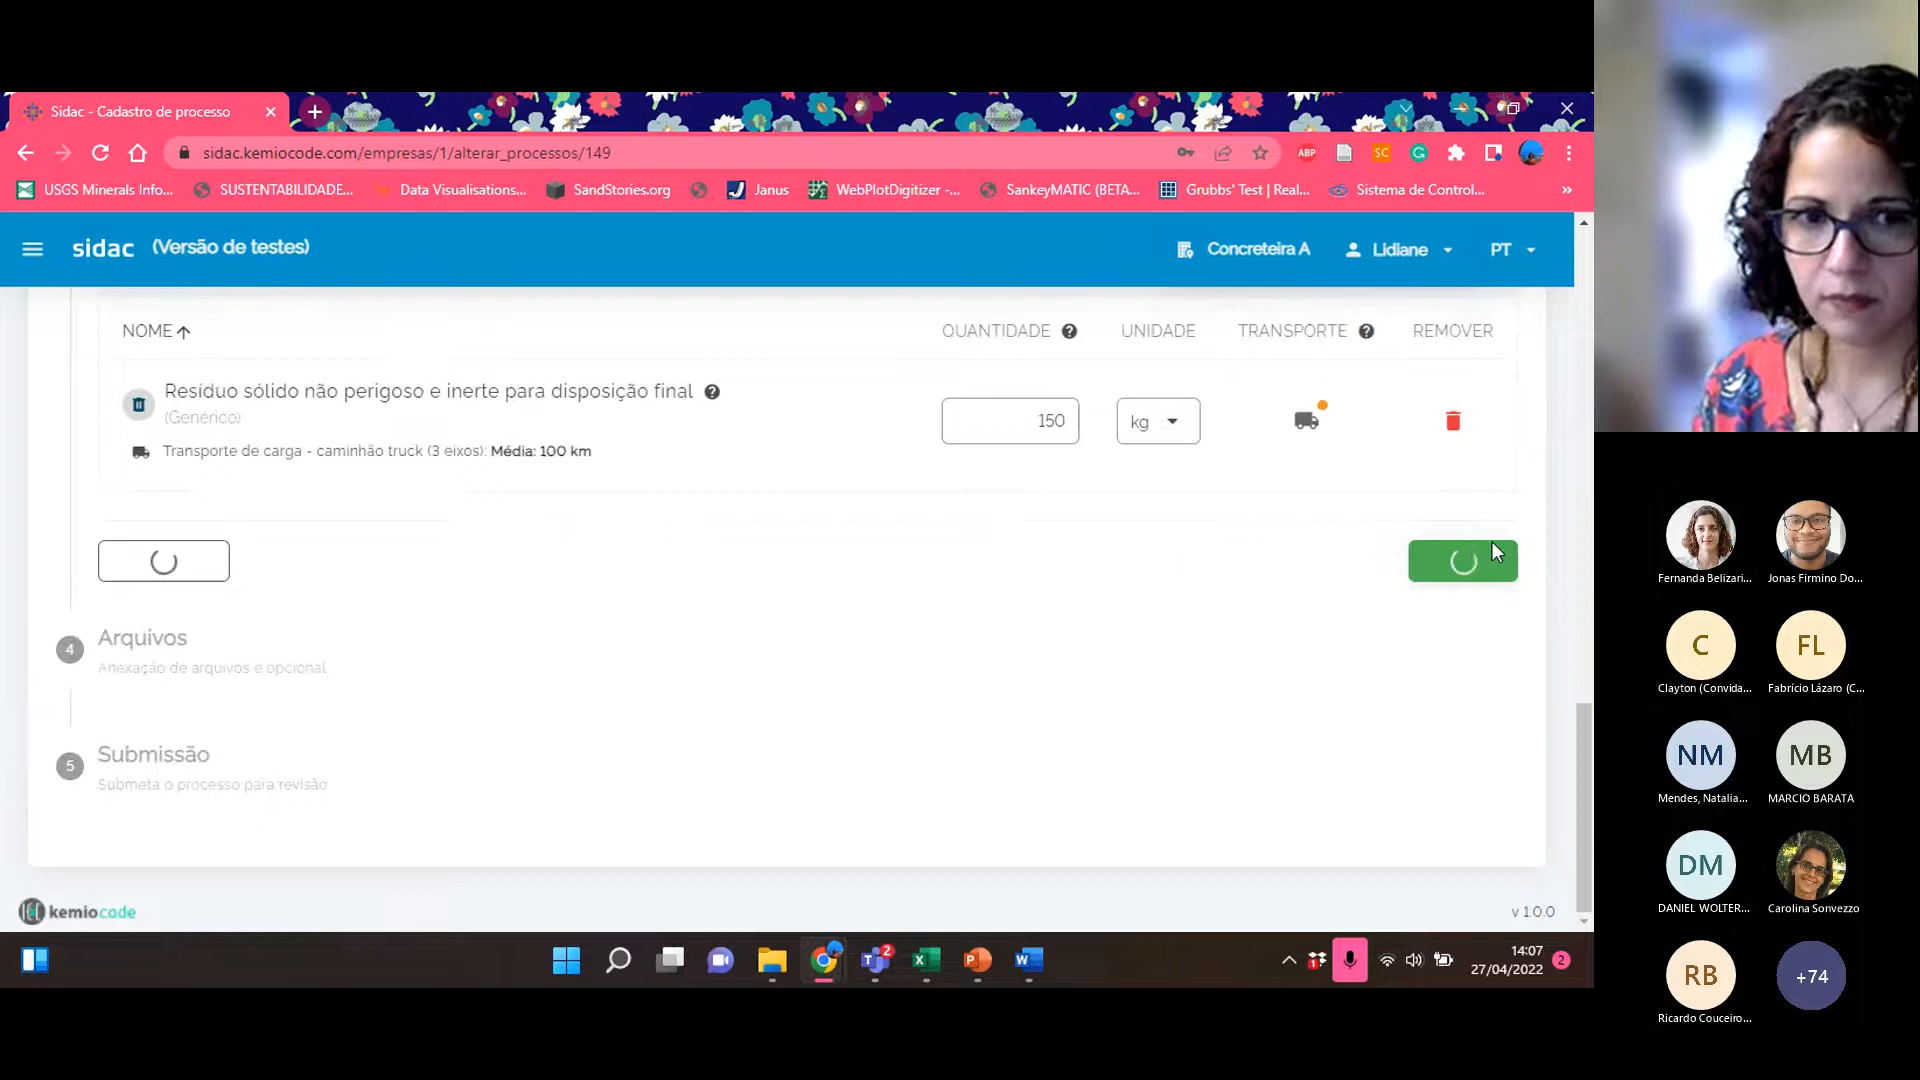 Sidac - Cadastro de processo
sidac.kemiocode.com/empresas/1/alterar_processos/149
ABP
SC
USGS Minerals Info...
SUSTENTABILIDADE...
Data Visualisations...
SandStories.org
Janus
WebPlotDigitizer -...
SankeyMATIC (BETA...
Grubbs' Test | Real...
Sistema de Control...
»
sidac (Versão de testes)
Concreteira A
Lidiane
PT
NOME
QUANTIDADE ?
UNIDADE
TRANSPORTE ?
REMOVER
Resíduo sólido não perigoso e inerte para disposição final ?
(Genérico)
Transporte de carga - caminhão truck (3 eixos): Média: 100 km
150
kg
4
Arquivos
Anexação de arquivos é opcional
5
Submissão
Submeta o processo para revisão
kemiocode
v 1.0.0
2
1
14:07
27/04/2022
2
Fernanda Belizari...
Jonas Firmino Do...
C
FL
Clayton (Convida...
Fabrício Lázaro (C...
NM
MB
Mendes, Natalia...
MARCIO BARATA
DM
DANIEL WOLTER...
Carolina Sonvezzo
RB
+74
Ricardo Couceiro...